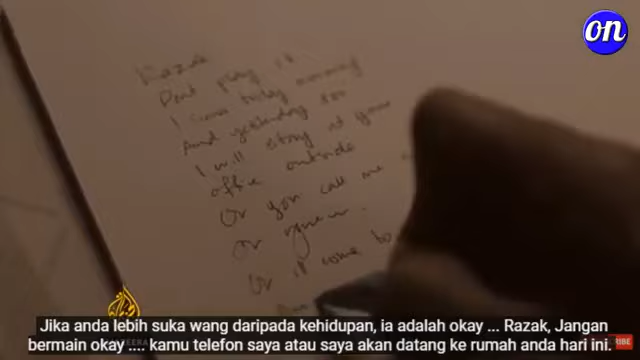 on
Razak
Dont play it
I came today morning
And yesterday too
I will stay at your
office outside
Or you call me
or
Or it come to
Jika anda lebih suka wang daripada kehidupan, ia adalah okay ... Razak, Jangan
bermain okay .... kamu telefon saya atau saya akan datang ke rumah anda hari ini.